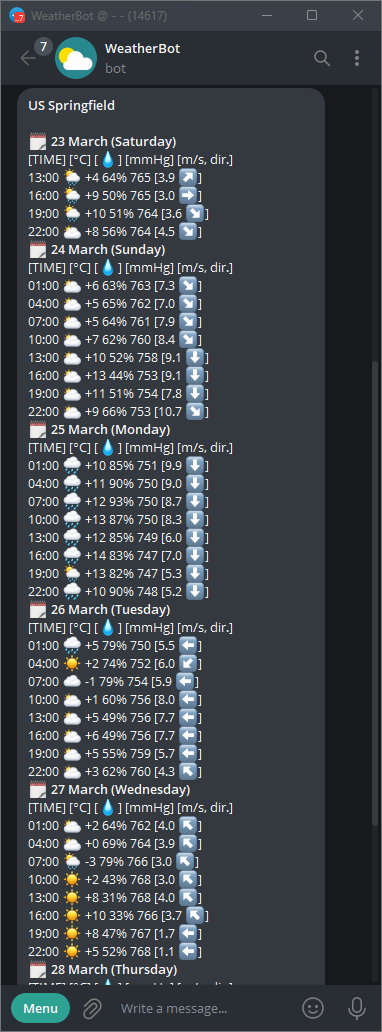 WeatherBot @ - - (14617)
7
WeatherBot
bot
US Springfield
23 March (Saturday)
[TIME] [°C] [💧] [mmHg] [m/s, dir.]
13:00 🌦 +4 64% 765 [3.9 ↗️]
16:00 🌦 +9 50% 765 [3.0 ➡️]
19:00 🌦 +10 51% 764 [3.6 ↘️]
22:00 🌥 +8 56% 764 [4.5 ↘️]
24 March (Sunday)
[TIME] [°C] [💧] [mmHg] [m/s, dir.]
01:00 🌥 +6 63% 763 [7.3 ↘️]
04:00 🌥 +5 65% 762 [7.0 ↘️]
07:00 🌥 +5 64% 761 [7.9 ↘️]
10:00 🌥 +7 62% 760 [8.4 ↘️]
13:00 🌥 +10 52% 758 [9.1 ⬇️]
16:00 🌥 +13 44% 753 [9.1 ⬇️]
19:00 🌥 +11 51% 754 [7.8 ⬇️]
22:00 🌥 +9 66% 753 [10.7 ↘️]
25 March (Monday)
[TIME] [°C] [💧] [mmHg] [m/s, dir.]
01:00 🌧 +10 85% 751 [9.9 ⬇️]
04:00 🌧 +11 90% 750 [9.0 ⬇️]
07:00 🌧 +12 93% 750 [8.7 ⬇️]
10:00 🌧 +13 87% 750 [8.3 ⬇️]
13:00 🌧 +12 85% 749 [6.0 ⬇️]
16:00 🌧 +14 83% 747 [7.0 ⬇️]
19:00 🌦 +13 82% 747 [5.3 ⬇️]
22:00 🌧 +10 90% 748 [5.2 ⬇️]
26 March (Tuesday)
[TIME] [°C] [💧] [mmHg] [m/s, dir.]
01:00 🌧 +5 79% 750 [5.5 ⬅️]
04:00 ☀️ +2 74% 752 [6.0 ↙️]
07:00 ☁️ -1 79% 754 [5.9 ⬅️]
10:00 🌥 +1 60% 756 [8.0 ⬅️]
13:00 🌥 +5 49% 756 [7.7 ⬅️]
16:00 🌥 +6 49% 756 [7.7 ⬅️]
19:00 🌥 +5 55% 759 [5.7 ⬅️]
22:00 🌥 +3 62% 760 [4.3 ↖️]
27 March (Wednesday)
[TIME] [°C] [💧] [mmHg] [m/s, dir.]
01:00 🌥 +2 64% 762 [4.0 ↖️]
04:00 🌥 +0 69% 764 [3.9 ↖️]
07:00 🌦 -3 79% 766 [3.0 ↖️]
10:00 ☀️ +2 43% 768 [3.0 ↖️]
13:00 ☀️ +8 31% 768 [4.0 ↖️]
16:00 ☀️ +10 33% 766 [3.7 ↖️]
19:00 ☀️ +8 47% 767 [1.7 ⬅️]
22:00 ☀️ +5 52% 768 [1.1 ⬅️]
28 March (Thursday)
Menu
Write a message...